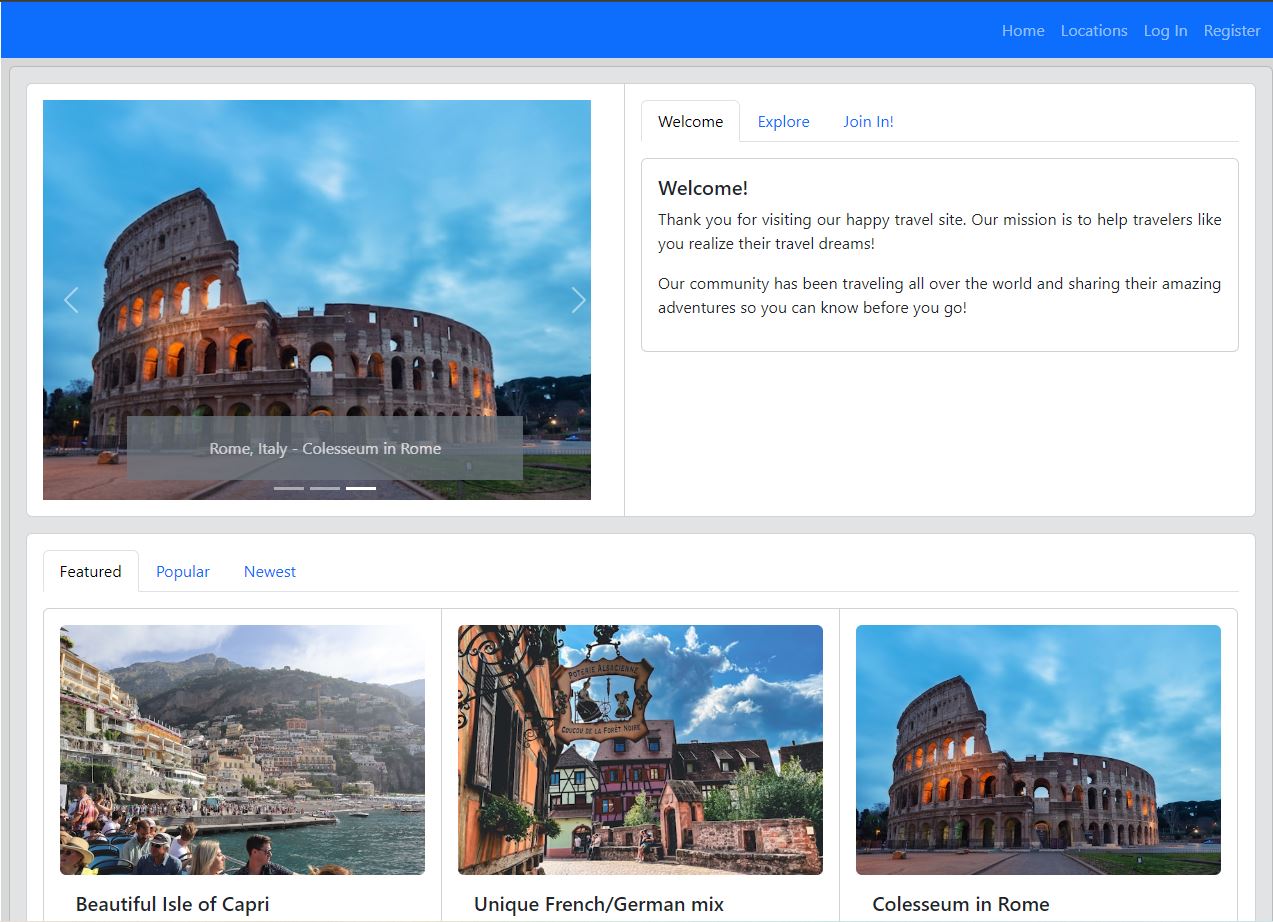 Home Locations Log In Register
Welcome Explore Join In!
Welcome!
Thank you for visiting our happy travel site. Our mission is to help travelers like
you realize their travel dreams!
Our community has been traveling all over the world and sharing their amazing
adventures so you can know before you go!
Rome, Italy - Colesseum in Rome
Featured Popular Newest
POTERIE ALSACIENNE
COUCOU DE LA FORÊT NOIRE
Beautiful Isle of Capri
Unique French/German mix
Colesseum in Rome